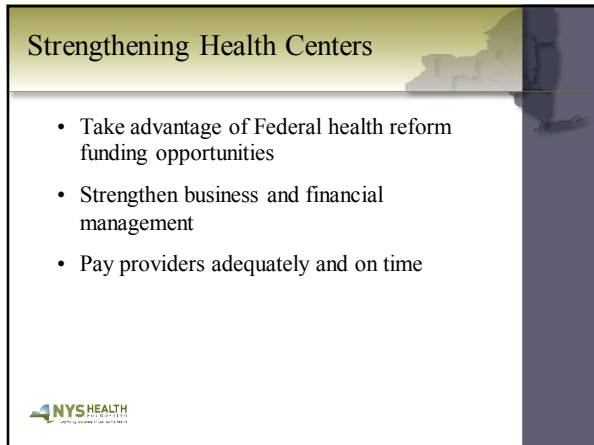 Strengthening Health Centers
• Take advantage of Federal health reform
funding opportunities
• Strengthen business and financial
management
• Pay providers adequately and on time
NYS HEALTH
FOUNDATION